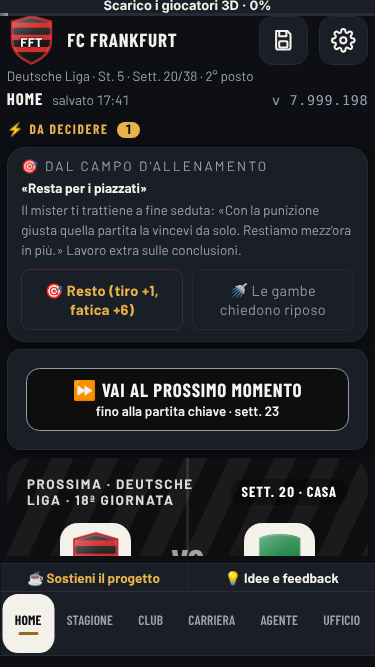 Scarico i giocatori 3D · 0%
FFT
FC FRANKFURT
Deutsche Liga · St. 5 · Sett. 20/38 · 2º posto
HOME salvato 17:41 v 7.999.198
⚡ DA DECIDERE 1
🎯 DAL CAMPO D'ALLENAMENTO
«Resta per i piazzati»
Il mister ti trattiene a fine seduta: «Con la punizione
giusta quella partita la vincevi da solo. Restiamo mezz'ora
in più.» Lavoro extra sulle conclusioni.
🎯 Resto (tiro +1,
fatica +6)
🚿 Le gambe
chiedono riposo
⏩ VAI AL PROSSIMO MOMENTO
fino alla partita chiave · sett. 23
PROSSIMA · DEUTSCHE
LIGA · 18ª GIORNATA
SETT. 20 · CASA
VS
☕ Sostieni il progetto
💡 Idee e feedback
HOME STAGIONE CLUB CARRIERA AGENTE UFFICIO